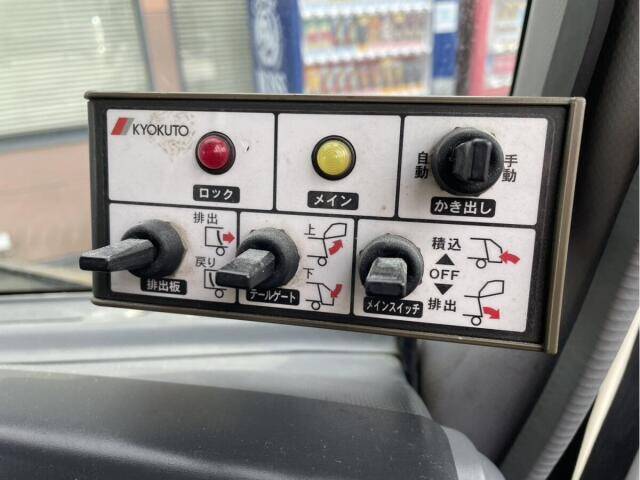 KYOKUTO
ロック
メイン
自動
手動
かき出し
排出
戻り
排出板
上
下
テールゲート
積込
OFF
排出
メインスイッチ